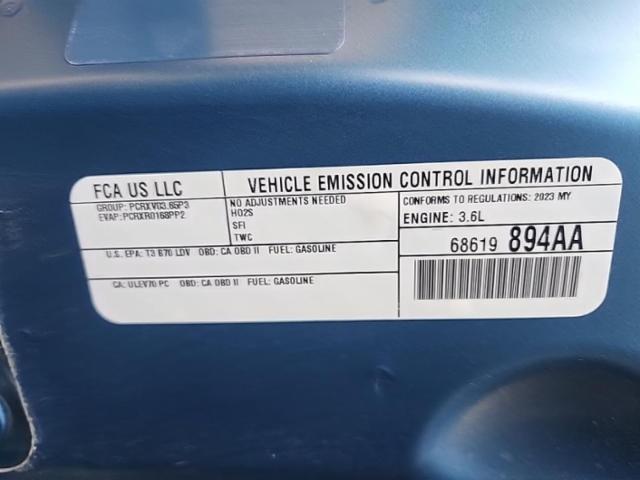 FCA US LLC
VEHICLE EMISSION CONTROL INFORMATION
GROUP: PCRXV03.65P3
EVAP: PCRXR0168PP2
NO ADJUSTMENTS NEEDED
HO2S
SFI
TWC
CONFORMS TO REGULATIONS: 2023 MY
ENGINE: 3.6L
U.S. EPA: T3 B70 LDV OBD: CA OBD II FUEL: GASOLINE
CA: ULEV70 PC OBD: CA OBD II FUEL: GASOLINE
68619 894AA